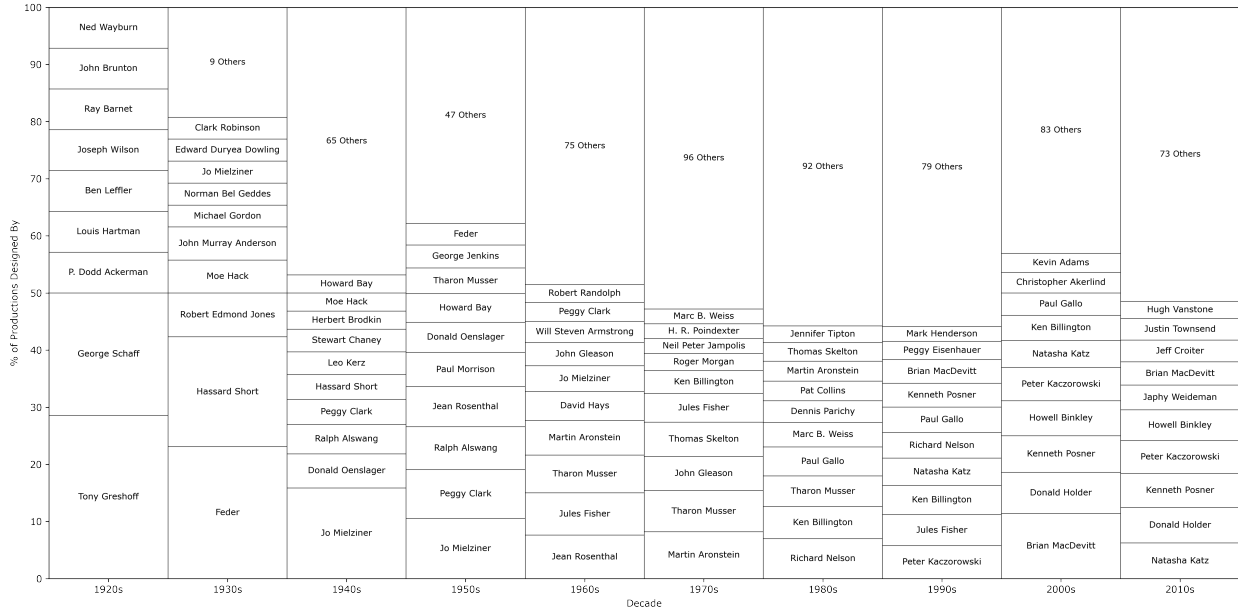 % of Productions Designed By
100
90
80
70
60
50
40
30
20
10
0
Ned Wayburn
John Brunton
Ray Barnet
Joseph Wilson
Ben Leffler
Louis Hartman
P. Dodd Ackerman
George Schaff
Tony Greshoff
9 Others
Clark Robinson
Edward Duryea Dowling
Jo Mielziner
Norman Bel Geddes
Michael Gordon
John Murray Anderson
Moe Hack
Robert Edmond Jones
Hassard Short
Feder
65 Others
Howard Bay
Moe Hack
Herbert Brodkin
Stewart Chaney
Leo Kerz
Hassard Short
Peggy Clark
Ralph Alswang
Donald Oenslager
Jo Mielziner
47 Others
Feder
George Jenkins
Tharon Musser
Howard Bay
Donald Oenslager
Paul Morrison
Jean Rosenthal
Ralph Alswang
Peggy Clark
Jo Mielziner
75 Others
Robert Randolph
Peggy Clark
Will Steven Armstrong
John Gleason
Jo Mielziner
David Hays
Martin Aronstein
Tharon Musser
Jules Fisher
Jean Rosenthal
96 Others
Marc B. Weiss
H. R. Poindexter
Neil Peter Jampolis
Roger Morgan
Ken Billington
Jules Fisher
Thomas Skelton
John Gleason
Tharon Musser
Martin Aronstein
92 Others
Jennifer Tipton
Thomas Skelton
Martin Aronstein
Pat Collins
Dennis Parichy
Marc B. Weiss
Paul Gallo
Tharon Musser
Ken Billington
Richard Nelson
79 Others
Mark Henderson
Peggy Eisenhauer
Brian MacDevitt
Kenneth Posner
Paul Gallo
Richard Nelson
Natasha Katz
Ken Billington
Jules Fisher
Peter Kaczorowski
83 Others
Kevin Adams
Christopher Akerlind
Paul Gallo
Ken Billington
Natasha Katz
Peter Kaczorowski
Howell Binkley
Kenneth Posner
Donald Holder
Brian MacDevitt
73 Others
Hugh Vanstone
Justin Townsend
Jeff Croiter
Brian MacDevitt
Japhy Weideman
Howell Binkley
Peter Kaczorowski
Kenneth Posner
Donald Holder
Natasha Katz
1920s
1930s
1940s
1950s
1960s
1970s
1980s
1990s
2000s
2010s
Decade